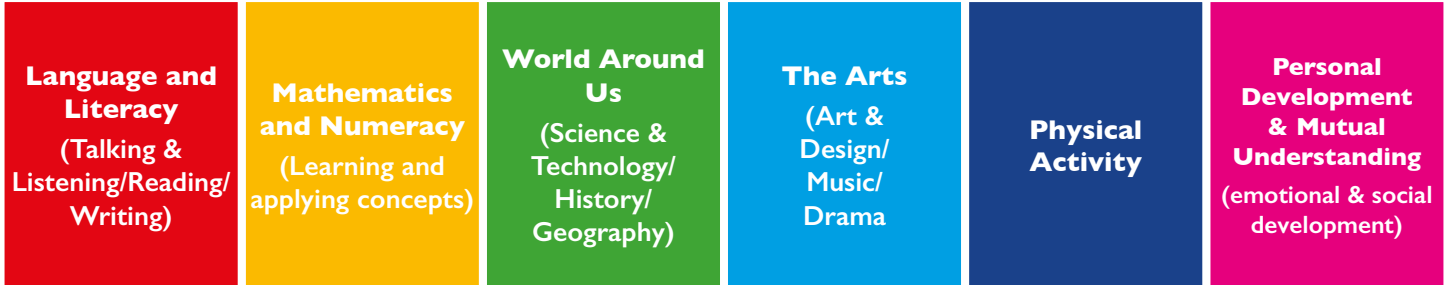 Language and
Literacy
(Talking &
Listening/Reading/
Writing)
Mathematics
and Numeracy
(Learning and
applying concepts)
World Around
Us
(Science &
Technology/
History/
Geography)
The Arts
(Art &
Design/
Music/
Drama
Physical
Activity
Personal
Development
& Mutual
Understanding
(emotional & social
development)